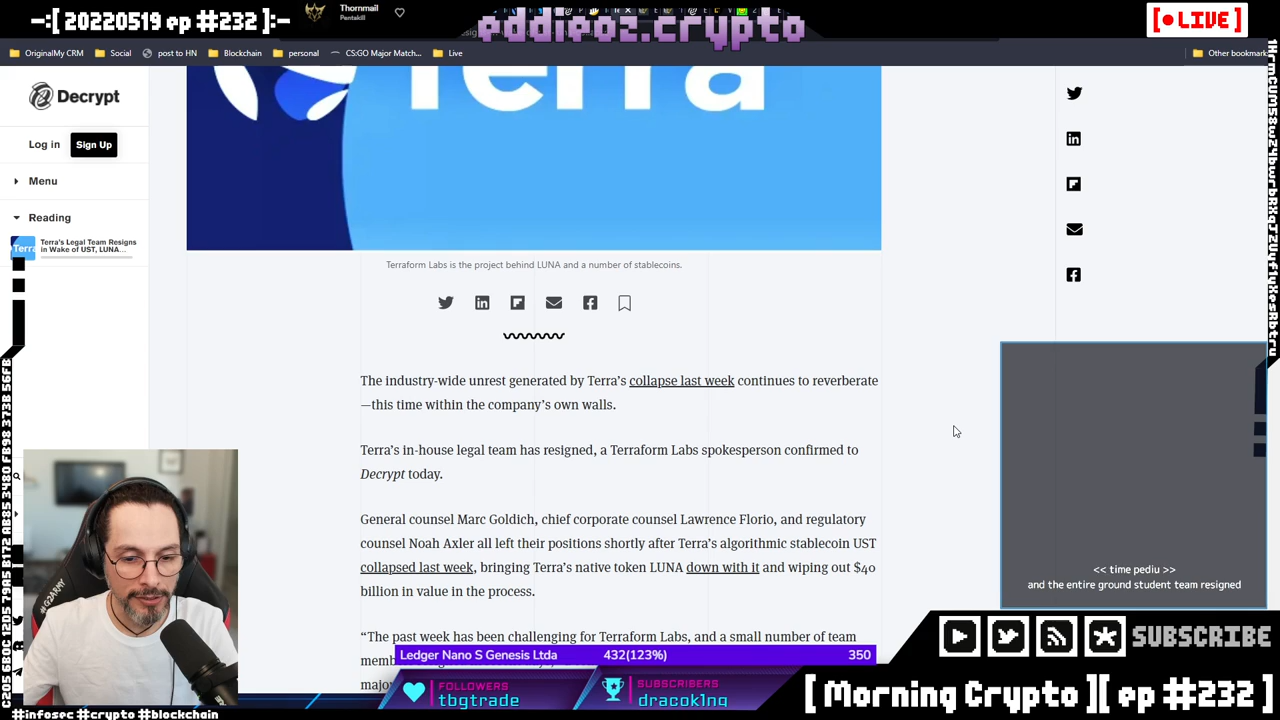 -:[ 20220519 ep #232 ]:-
Thornmail
Pentakill
eddieoz.crypto
[ LIVE ]
OriginalMy CRM
Social
post to HN
Blockchain
personal
CS:GO Major Match...
Live
Other bookmark
Decrypt
Log in
Sign Up
Menu
Reading
Terra's Legal Team Resigns
in Wake of UST, LUNA...
Terra
Terraform Labs is the project behind LUNA and a number of stablecoins.
The industry-wide unrest generated by Terra's collapse last week continues to reverberate
—this time within the company's own walls.
Terra's in-house legal team has resigned, a Terraform Labs spokesperson confirmed to
Decrypt today.
General counsel Marc Goldich, chief corporate counsel Lawrence Florio, and regulatory
counsel Noah Axler all left their positions shortly after Terra's algorithmic stablecoin UST
collapsed last week, bringing Terra's native token LUNA down with it and wiping out $40
billion in value in the process.
“The past week has been challenging for Terraform Labs, and a small number of team
<< time pediu >>
and the entire ground student team resigned
Ledger Nano S Genesis Ltda 432(123%) 350
FOLLOWERS
tbgtrade
SUBSCRIBERS
dracok1ng
SUBSCRIBE
[ Morning Crypto ][ ep #232 ]
#infosec #crypto #blockchain